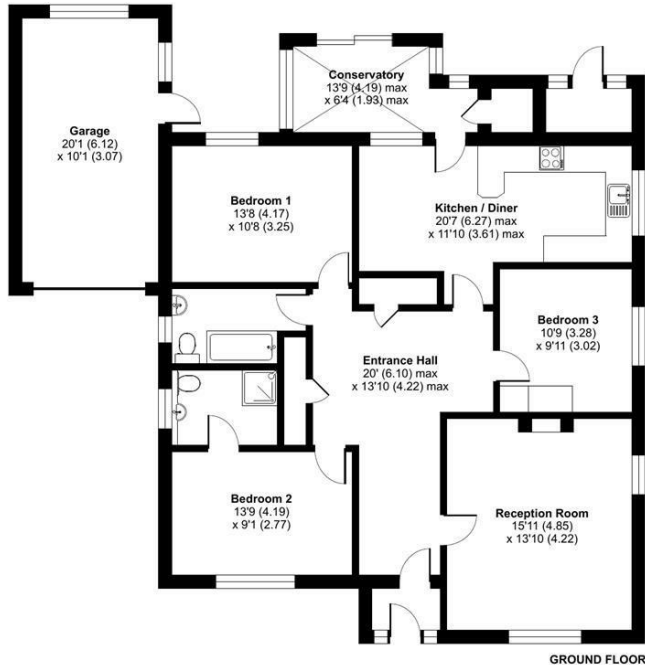 Conservatory
13'9 (4.19) max
x 6'4 (1.93) max
Garage
20'1 (6.12)
x 10'1 (3.07)
Bedroom 1
13'8 (4.17)
x 10'8 (3.25)
Kitchen / Diner
20'7 (6.27) max
x 11'10 (3.61) max
Bedroom 3
10'9 (3.28)
x 9'11 (3.02)
Entrance Hall
20' (6.10) max
x 13'10 (4.22) max
Bedroom 2
13'9 (4.19)
x 9'1 (2.77)
Reception Room
15'11 (4.85)
x 13'10 (4.22)
GROUND FLOOR